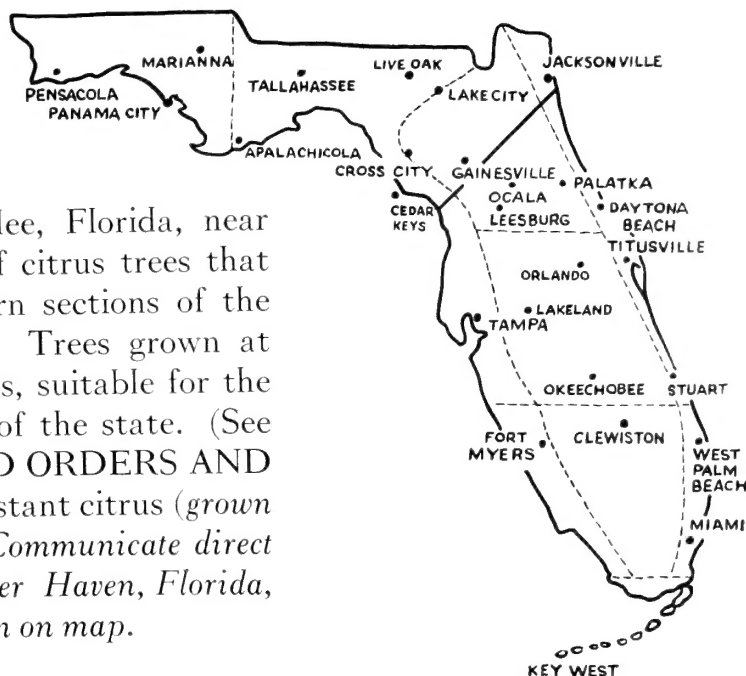 MARIANNA
PENSACOLA
PANAMA CITY
TALLAHASSEE
LIVE OAK
JACKSONVILLE
LAKE CITY
APALACHICOLA
CROSS CITY
GAINESVILLE
CEDAR
KEYS
OCALA
LEESBURG
PALATKA
DAYTONA
BEACH
TITUSVILLE
ORLANDO
LAKELAND
TAMPA
OKEECHOBEE
STUART
FORT
MYERS
CLEWISTON
WEST
PALM
BEACH
MIAMI
KEY WEST
lee, Florida, near
f citrus trees that
rn sections of the
Trees grown at
s, suitable for the
of the state. (See
D ORDERS AND
stant citrus (grown
Communicate direct
er Haven, Florida,
n on map.